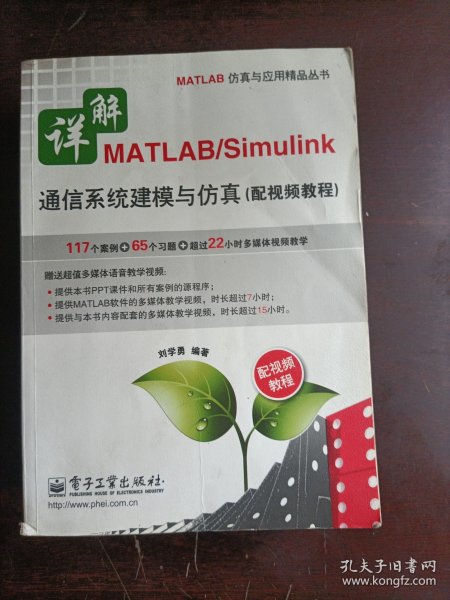 MATLAB 仿真与应用精品丛书
详解
MATLAB/Simulink
通信系统建模与仿真(配视频教程)
117个案例+65个习题+超过22小时多媒体视频教学
赠送超值多媒体语音教学视频:
• 提供本书PPT课件和所有案例的源程序;
• 提供MATLAB软件的多媒体教学视频，时长超过7小时;
• 提供与本书内容配套的多媒体教学视频，时长超过15小时。
刘学勇 编著
配视频
教程
電子工業出版社.
PUBLISHING HOUSE OF ELECTRONICS INDUSTRY
http://www.phei.com.cn
孔夫子旧书网
www.kongfz.com